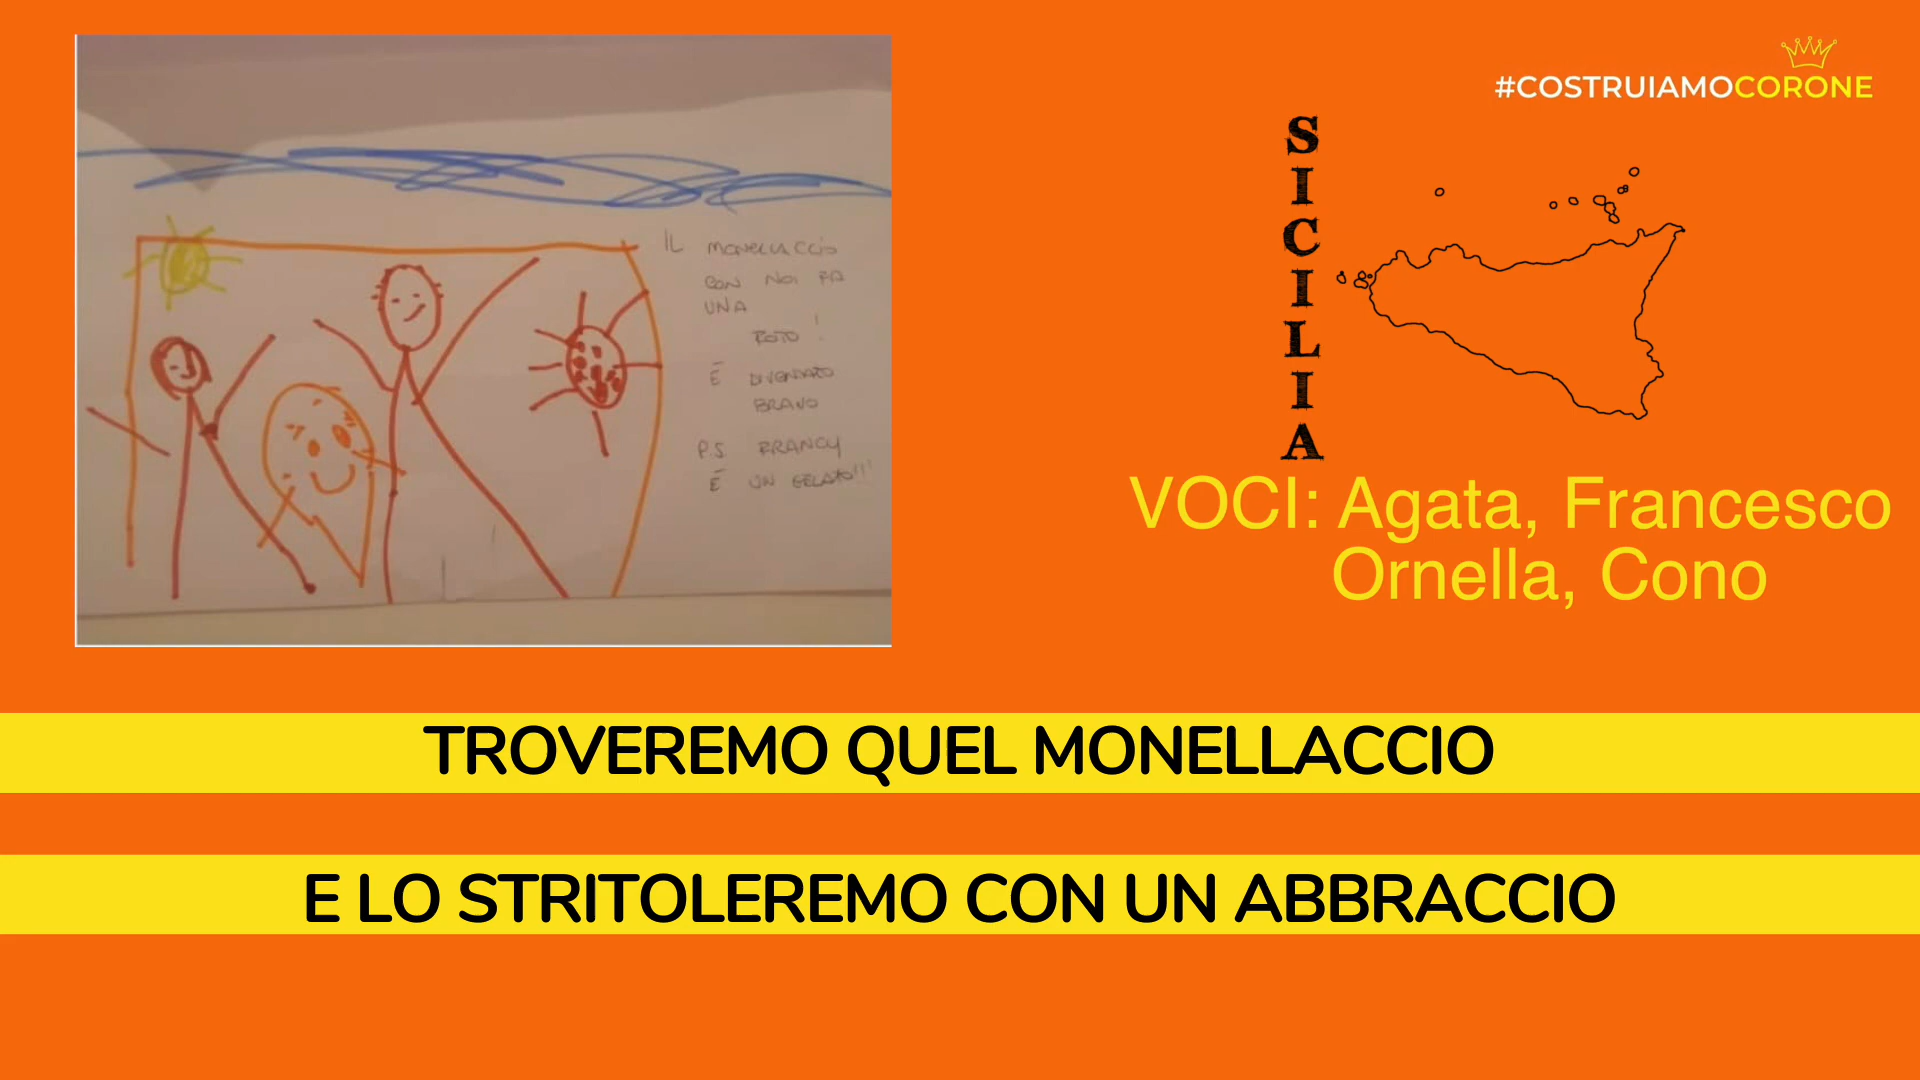 IL MONELLACCIO
CON NOI FA
UNA
FOTO !
È DIVENTATO
BRAVO
P.S FRANCY
È UN GELATO!!!
#COSTRUIAMOCORONE
SICILIA
VOCI: Agata, Francesco
Ornella, Cono
TROVEREMO QUEL MONELLACCIO
E LO STRITOLEREMO CON UN ABBRACCIO